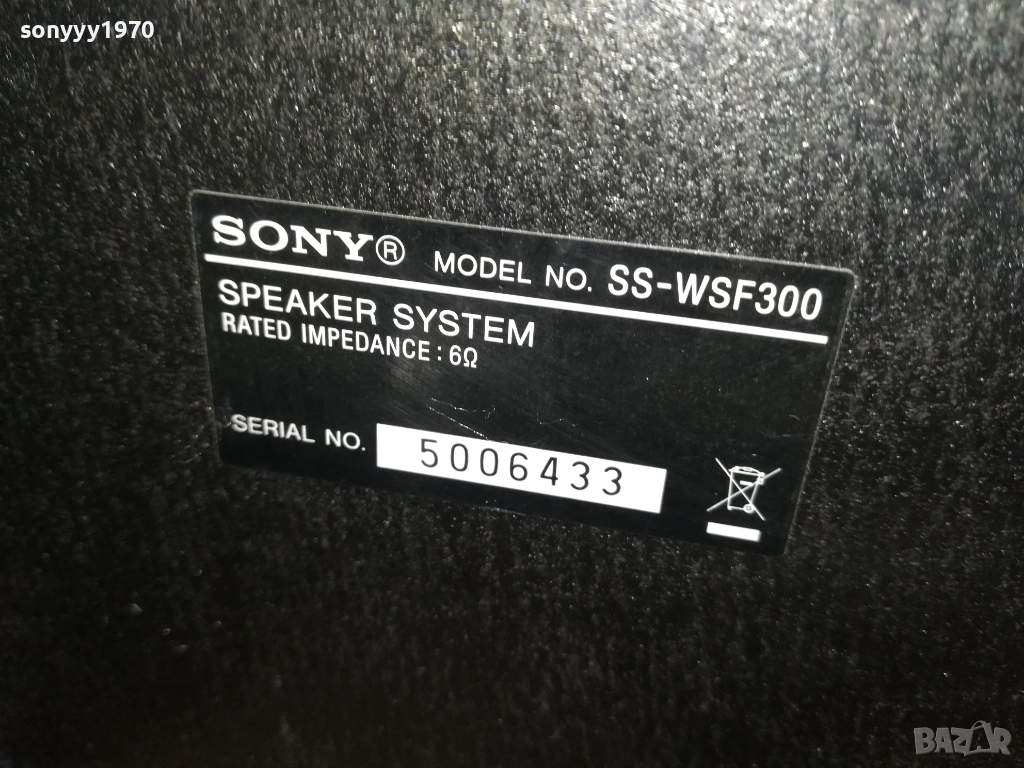 sonyyy1970
SONY® MODEL NO. SS-WSF300
SPEAKER SYSTEM
RATED IMPEDANCE : 6Ω
SERIAL NO. 5006433
BAZAR